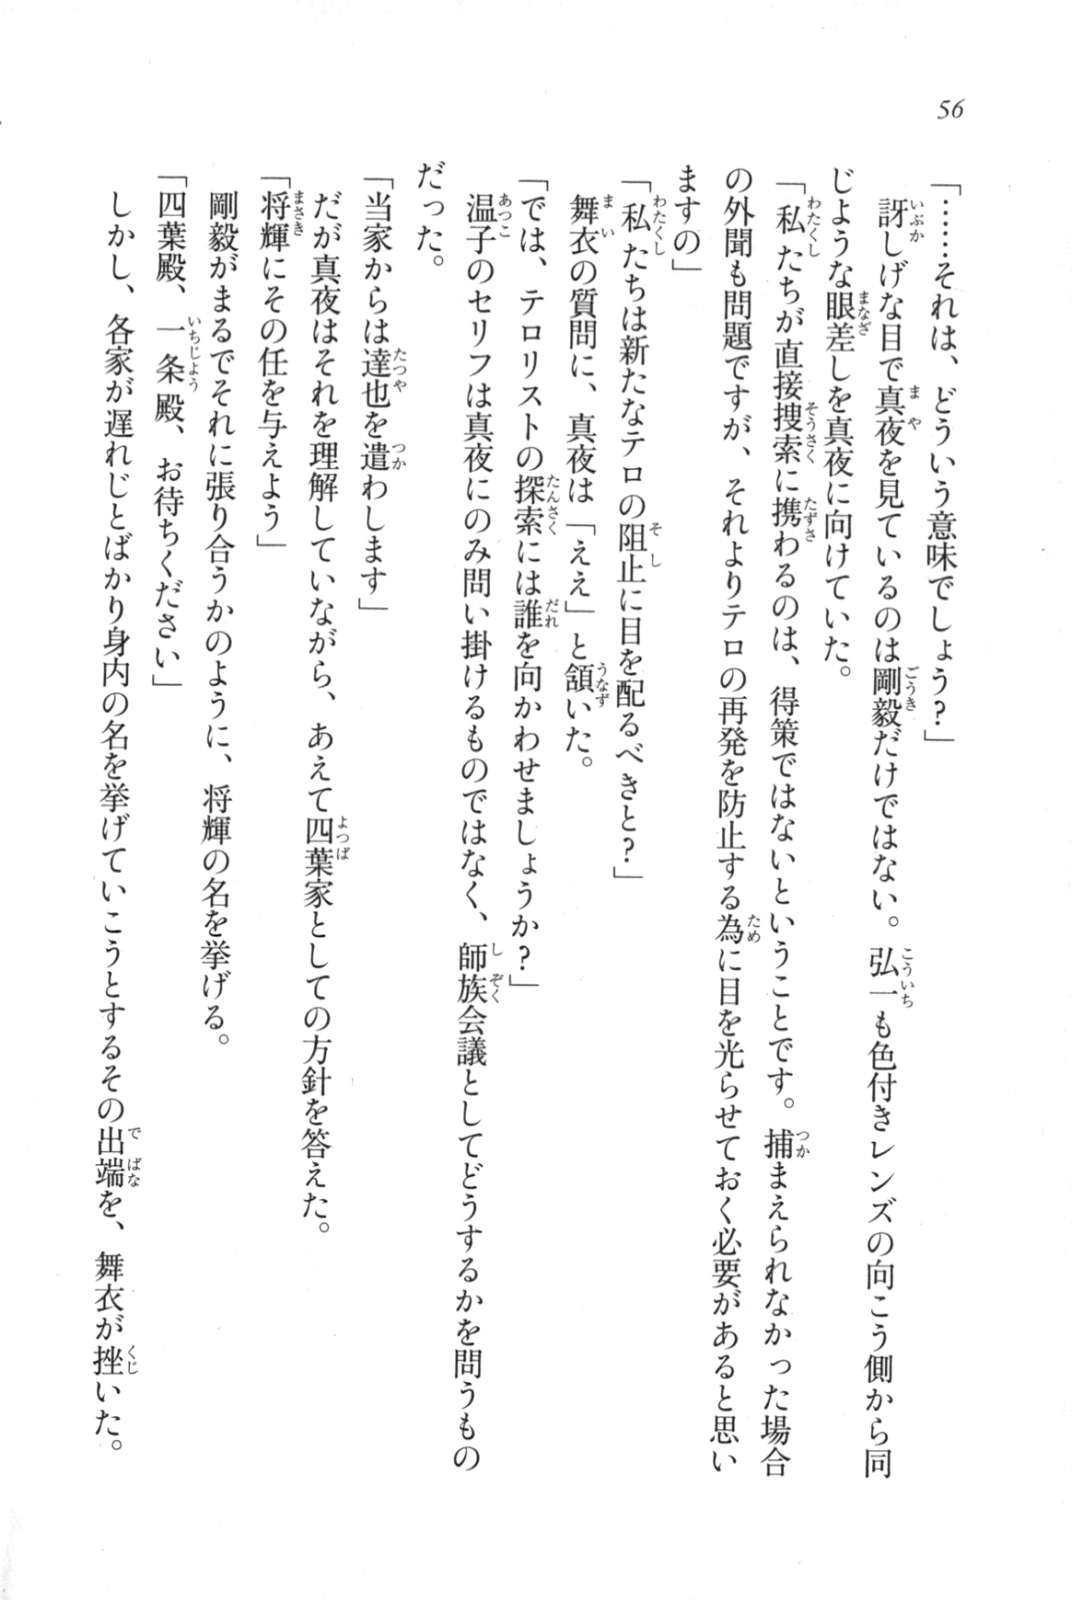 56
「……それは、どういう意味でしょう?」
訝しげな目で真夜を見ているのは剛毅だけではない。弘一も色付きレンズの向こう側から同
じような眼差しを真夜に向けていた。
「私たちが直接捜索に携わるのは、得策ではないということです。捕まえられなかった場合
の外聞も問題ですが、それよりテロの再発を防止する為に目を光らせておく必要があると思い
ますの」
「私たちは新たなテロの阻止に目を配るべきと?」
舞衣の質問に、真夜は「ええ」と頷いた。
「では、テロリストの探索には誰を向かわせましょうか?」
温子のセリフは真夜にのみ問い掛けるものではなく、師族会議としてどうするかを問うもの
だった。
「当家からは達也を遣わします」
だが真夜はそれを理解していながら、あえて四葉家としての方針を答えた。
「将輝にその任を与えよう」
剛毅がまるでそれに張り合うかのように、将輝の名を挙げる。
「四葉殿、一条殿、お待ちください」
しかし、各家が遅れじとばかり身内の名を挙げていこうとするその出端を、舞衣が挫いた。